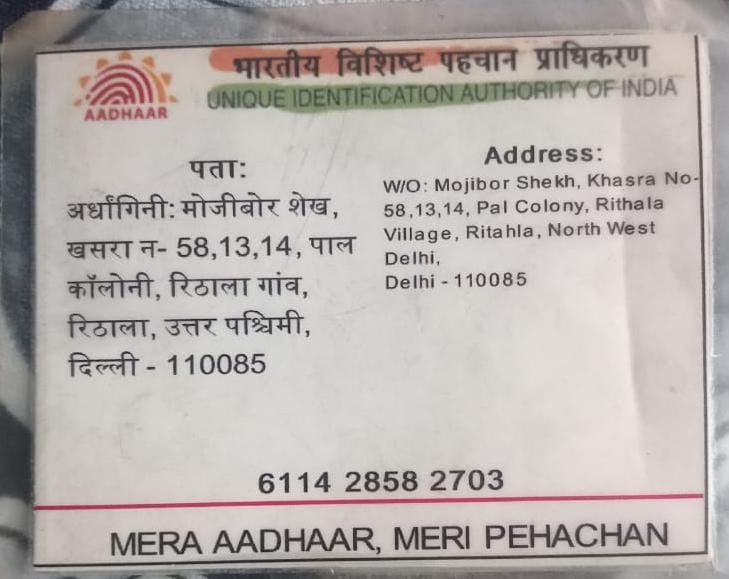 भारतीय विशिष्ट पहचान प्राधिकरण
UNIQUE IDENTIFICATION AUTHORITY OF INDIA
AADHAAR
पता:
अर्धांगिनी: मोजीबोर शेख,
खसरा न- 58,13,14, पाल
कॉलोनी, रिठाला गांव,
रिठाला, उत्तर पश्चिमी,
दिल्ली - 110085
Address:
W/O: Mojibor Shekh, Khasra No-
58,13,14, Pal Colony, Rithala
Village, Ritahla, North West
Delhi,
Delhi - 110085
6114 2858 2703
MERA AADHAAR, MERI PEHACHAN